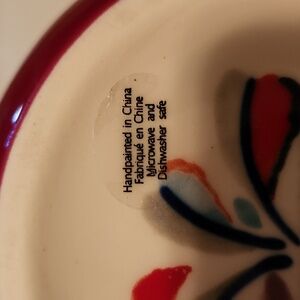 Handpainted in China
Fabriqué en Chine
Microwave and
Dishwasher safe